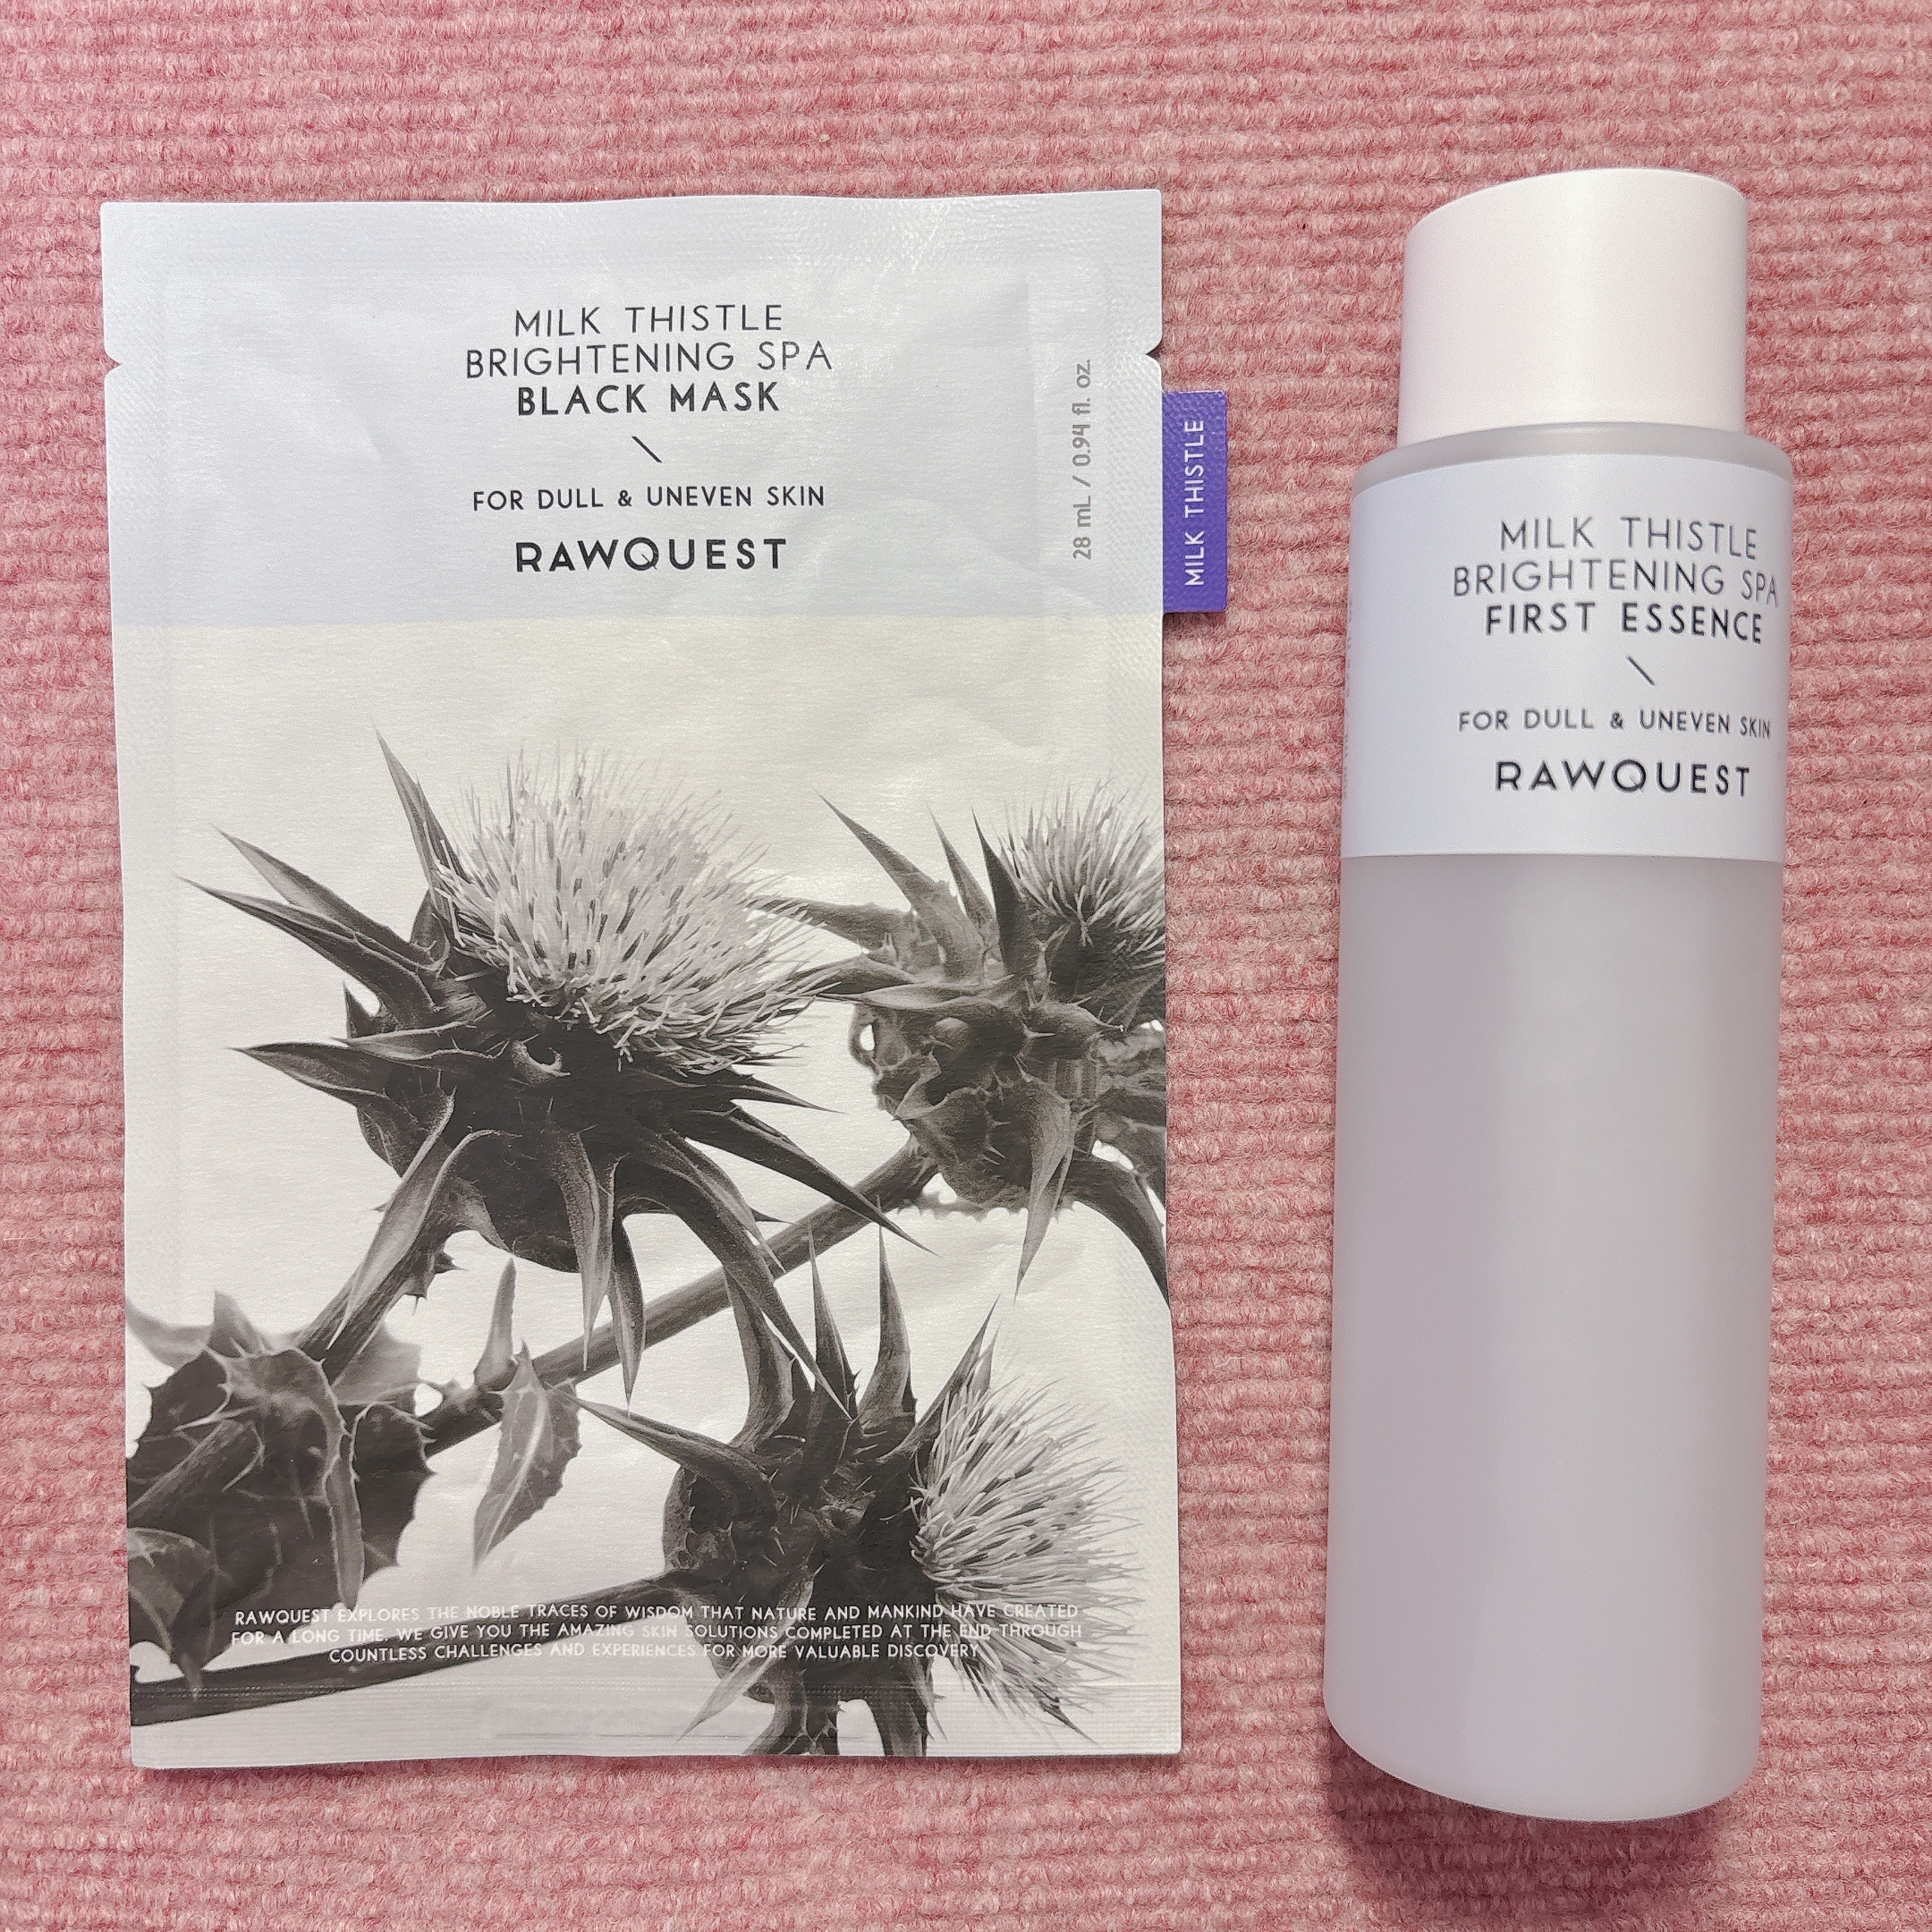 MILK THISTLE
BRIGHTENING SPA
BLACK MASK
\
FOR DULL & UNEVEN SKIN
RAWQUEST
28 mL / 0.94 fl. oz.
MILK THISTLE
RAWQUEST EXPLORES THE NOBLE TRACES OF WISDOM THAT NATURE AND MANKIND HAVE CREATED
FOR A LONG TIME. WE GIVE YOU THE AMAZING SKIN SOLUTIONS COMPLETED AT THE END THROUGH
COUNTLESS CHALLENGES AND EXPERIENCES FOR MORE VALUABLE DISCOVERY
MILK THISTLE
BRIGHTENING SPA
FIRST ESSENCE
\
FOR DULL & UNEVEN SKIN
RAWQUEST